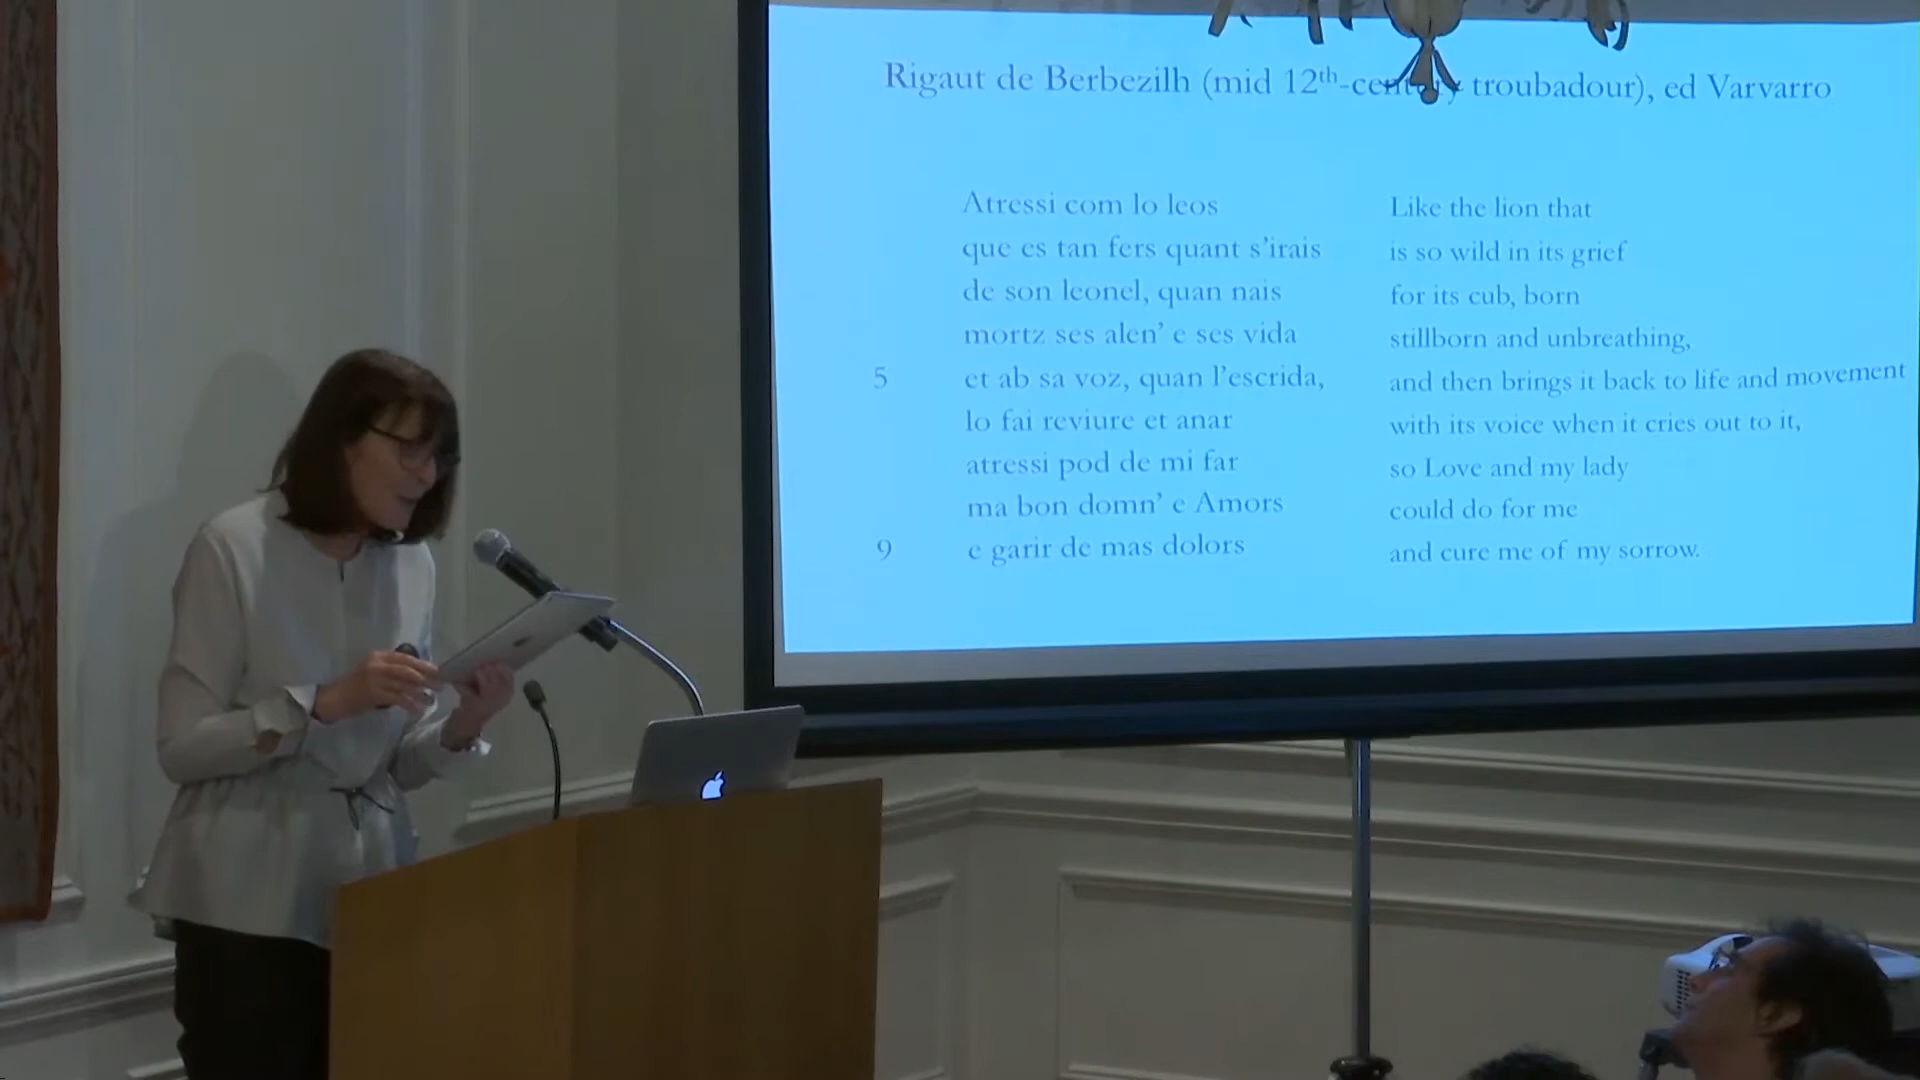 Rigaut de Berbezilh (mid 12th-century troubadour), ed Varvarro
Atressi com lo leos
que es tan fers quant s'irais
de son leonel, quan nais
mortz ses alen' e ses vida
5 et ab sa voz, quan l'escrida,
lo fai reviure et anar
atressi pod de mi far
ma bon domn' e Amors
9 e garir de mas dolors
Like the lion that
is so wild in its grief
for its cub, born
stillborn and unbreathing,
and then brings it back to life and movement
with its voice when it cries out to it,
so Love and my lady
could do for me
and cure me of my sorrow.